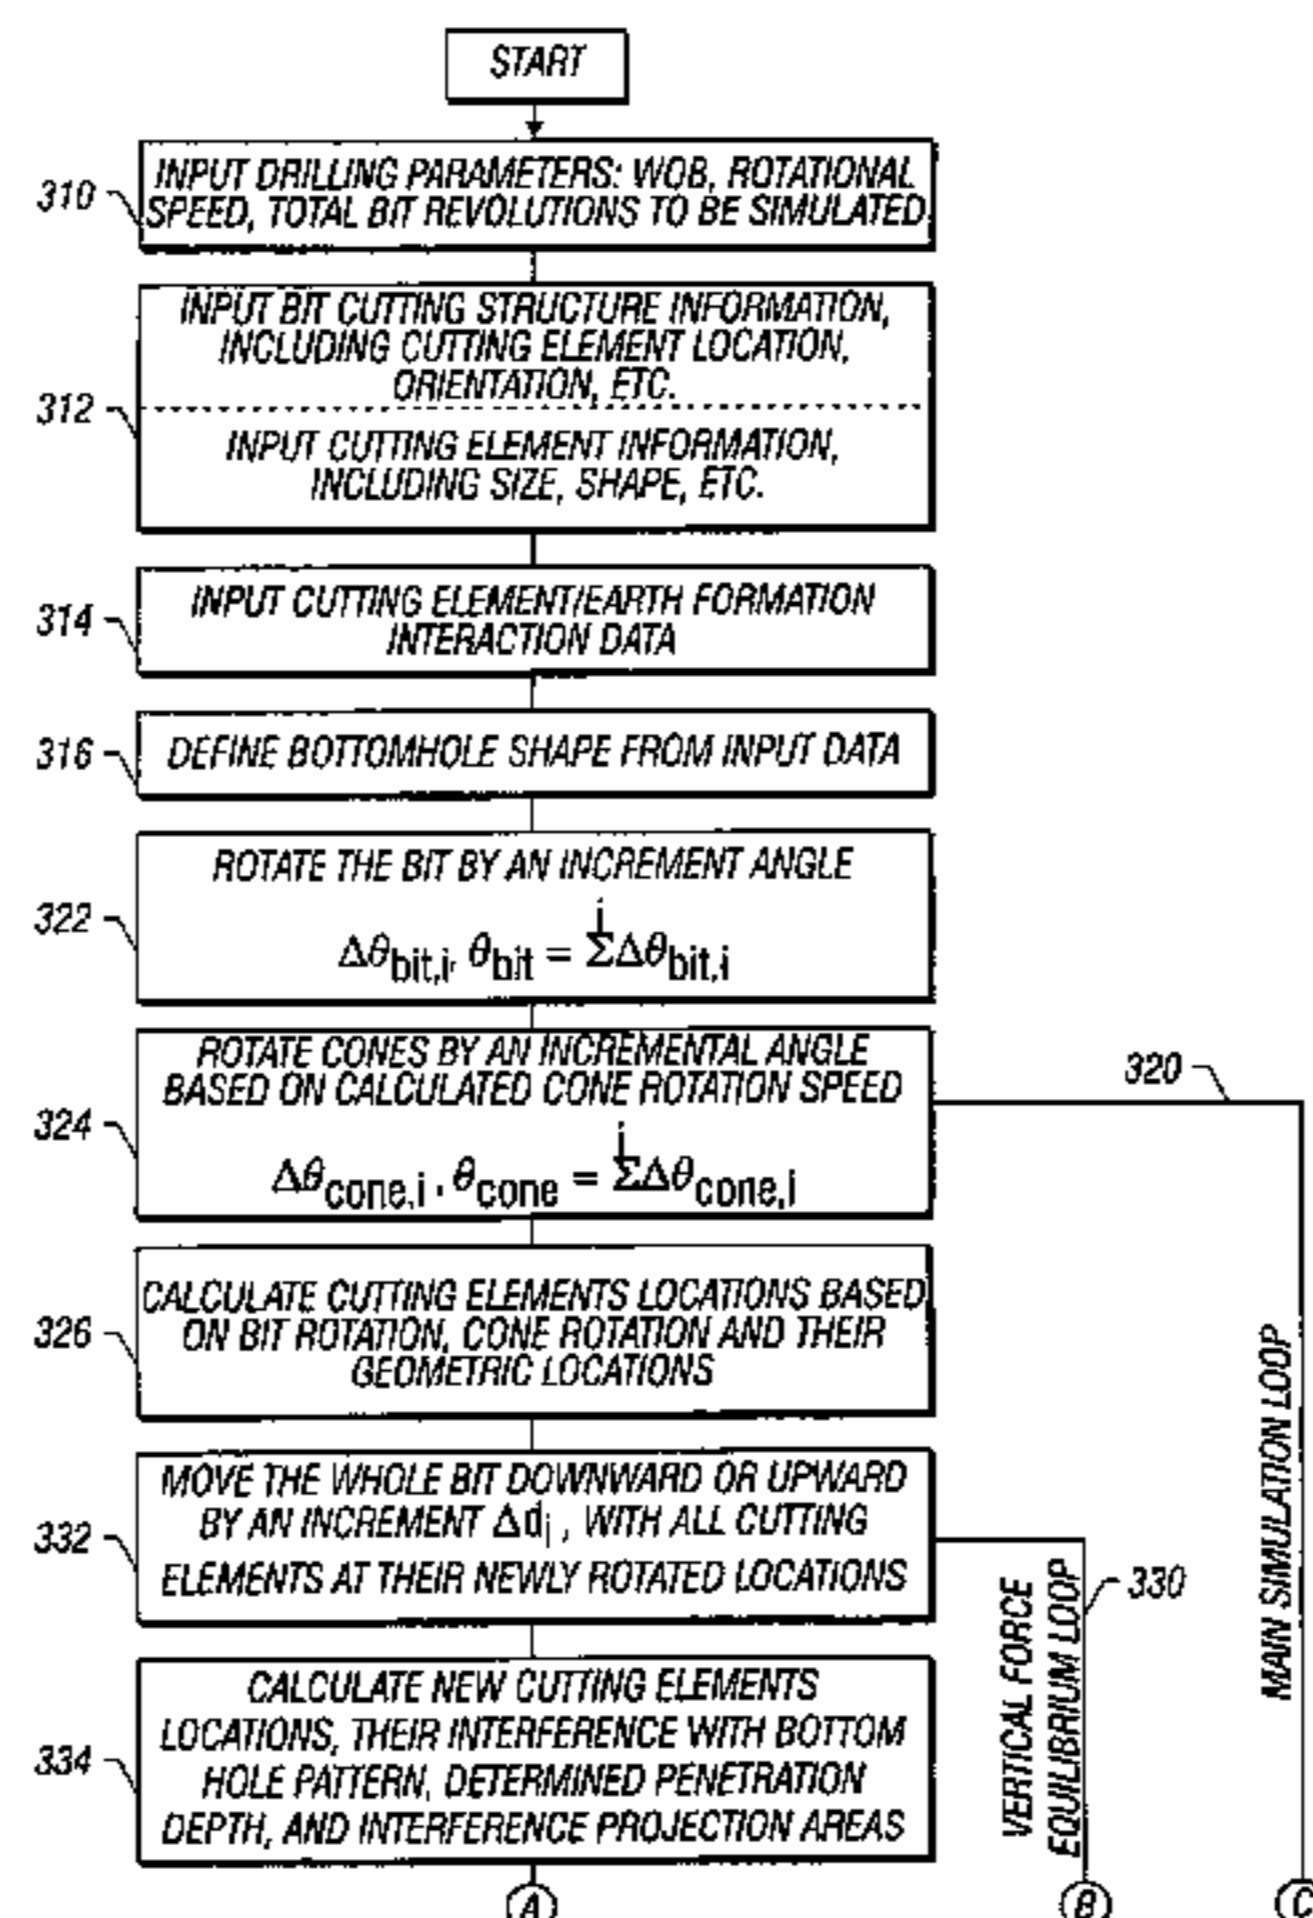 START
310
INPUT DRILLING PARAMETERS: WOB, ROTATIONAL
SPEED, TOTAL BIT REVOLUTIONS TO BE SIMULATED
312
INPUT BIT CUTTING STRUCTURE INFORMATION,
INCLUDING CUTTING ELEMENT LOCATION,
ORIENTATION, ETC.
INPUT CUTTING ELEMENT INFORMATION,
INCLUDING SIZE, SHAPE, ETC.
314
INPUT CUTTING ELEMENT/EARTH FORMATION
INTERACTION DATA
316
DEFINE BOTTOMHOLE SHAPE FROM INPUT DATA
322
ROTATE THE BIT BY AN INCREMENT ANGLE
i
Δθbit,i, θbit = ΣΔθbit,i
324
ROTATE CONES BY AN INCREMENTAL ANGLE
BASED ON CALCULATED CONE ROTATION SPEED
i
Δθcone,i, θcone = ΣΔθcone,i
320
326
CALCULATE CUTTING ELEMENTS LOCATIONS BASED
ON BIT ROTATION, CONE ROTATION AND THEIR
GEOMETRIC LOCATIONS
332
MOVE THE WHOLE BIT DOWNWARD OR UPWARD
BY AN INCREMENT Δdi, WITH ALL CUTTING
ELEMENTS AT THEIR NEWLY ROTATED LOCATIONS
334
CALCULATE NEW CUTTING ELEMENTS
LOCATIONS, THEIR INTERFERENCE WITH BOTTOM
HOLE PATTERN, DETERMINED PENETRATION
DEPTH, AND INTERFERENCE PROJECTION AREAS
VERTICAL FORCE
EQUILIBRIUM LOOP
330
MAIN SIMULATION LOOP
A
B
C